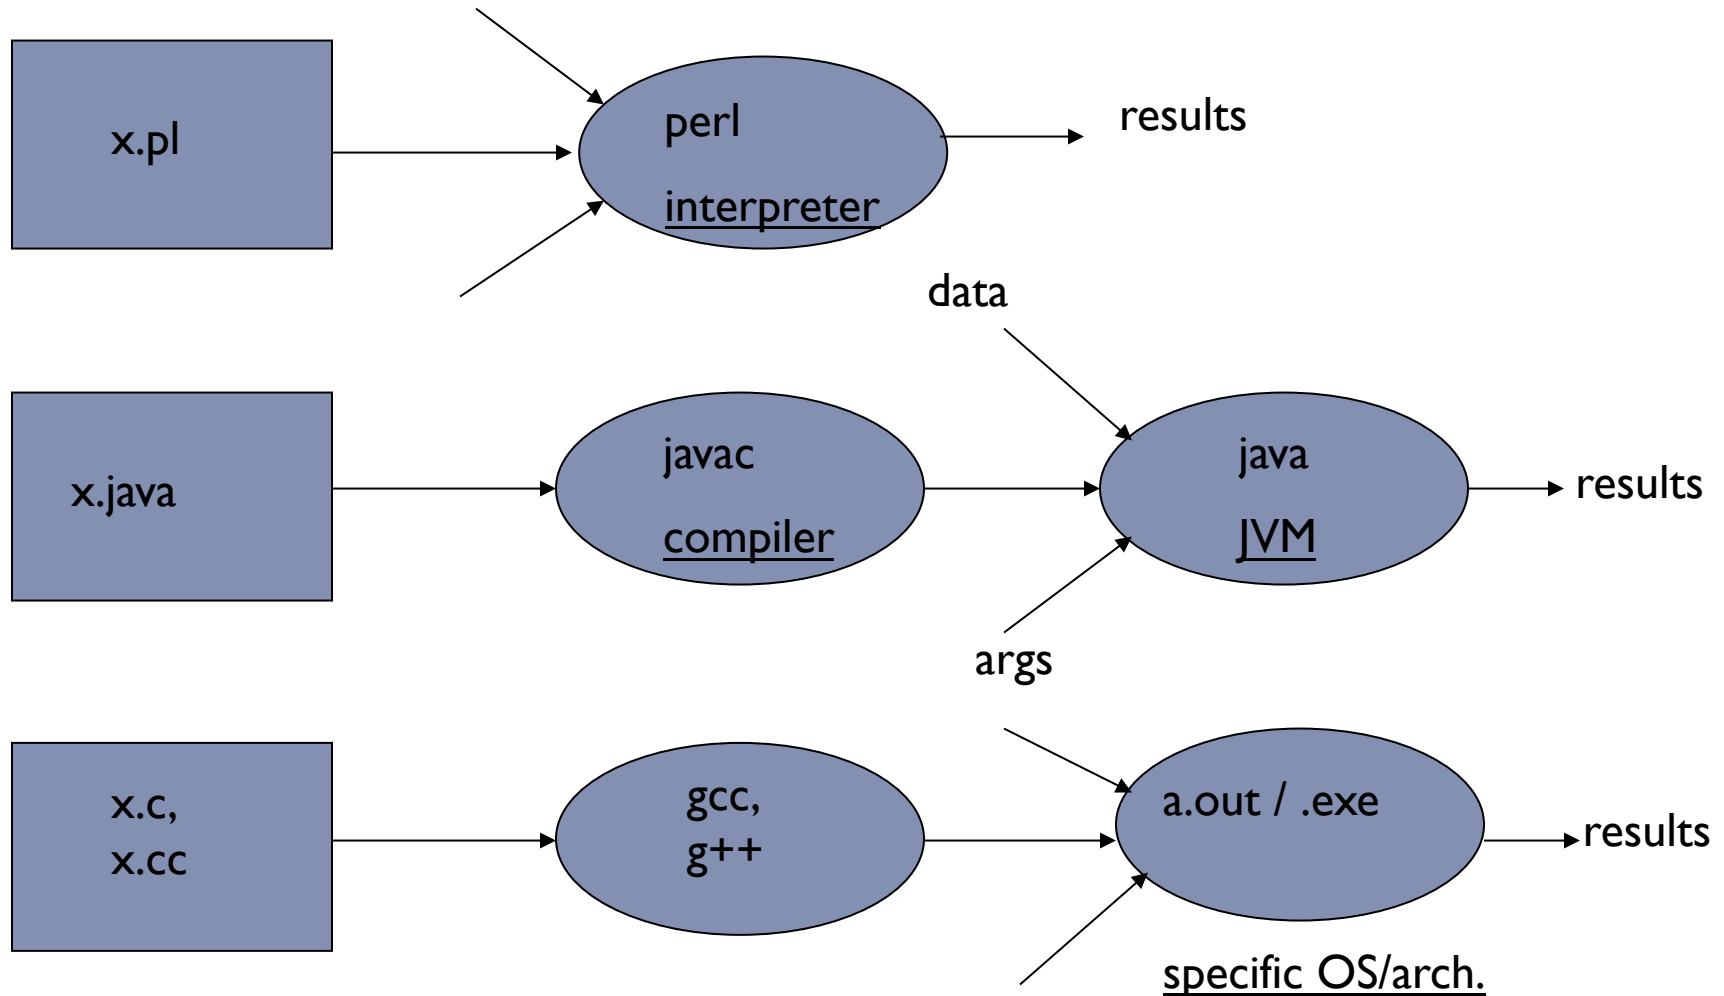 x.pl
perl
interpreter
results
data
x.java
javac
compiler
java
JVM
results
args
x.c,
x.cc
gcc,
g++
a.out / .exe
results
specific OS/arch.